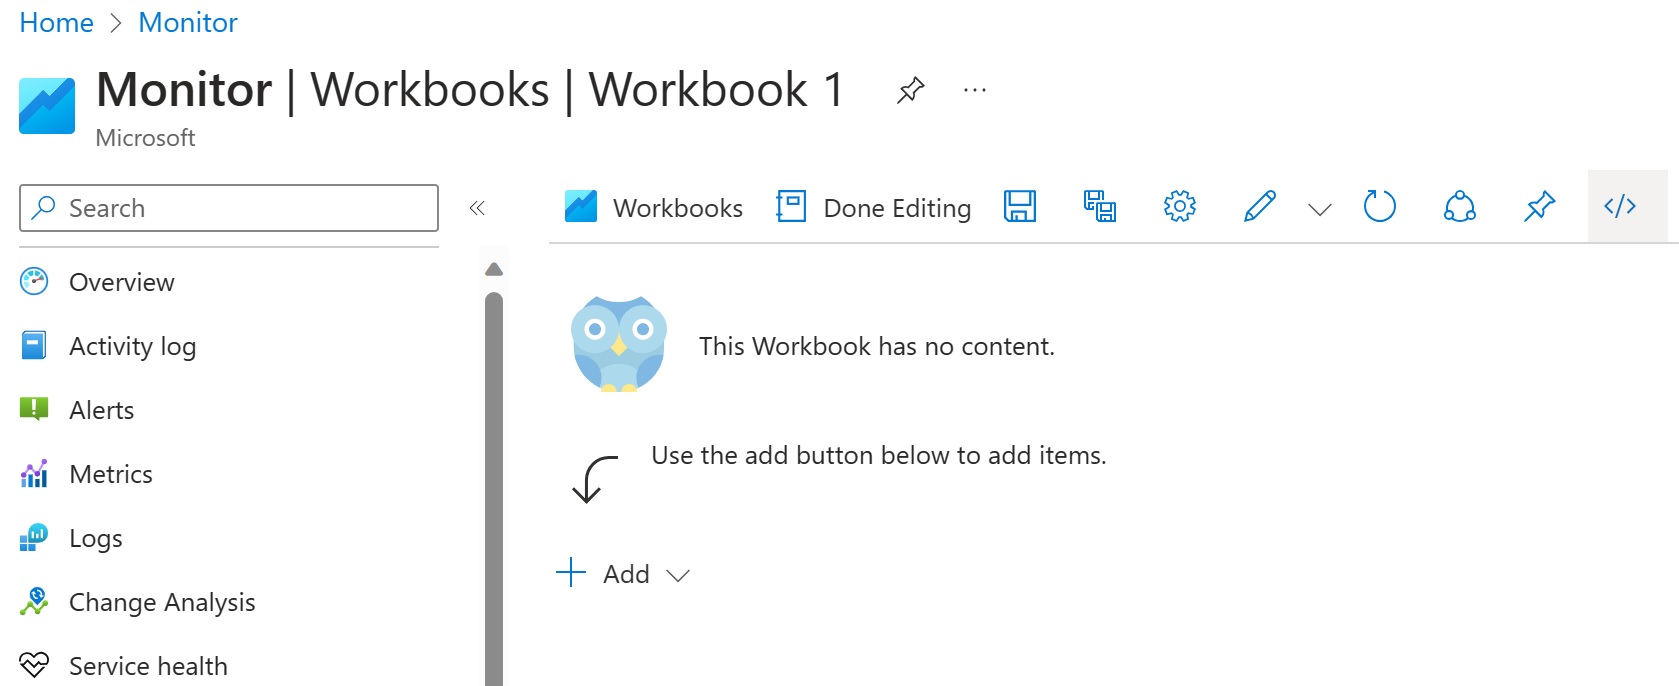 Home > Monitor
Monitor | Workbooks | Workbook 1
Microsoft
Search
Workbooks Done Editing
Overview
Activity log
Alerts
Metrics
Logs
Change Analysis
Service health
This Workbook has no content.
Use the add button below to add items.
Add